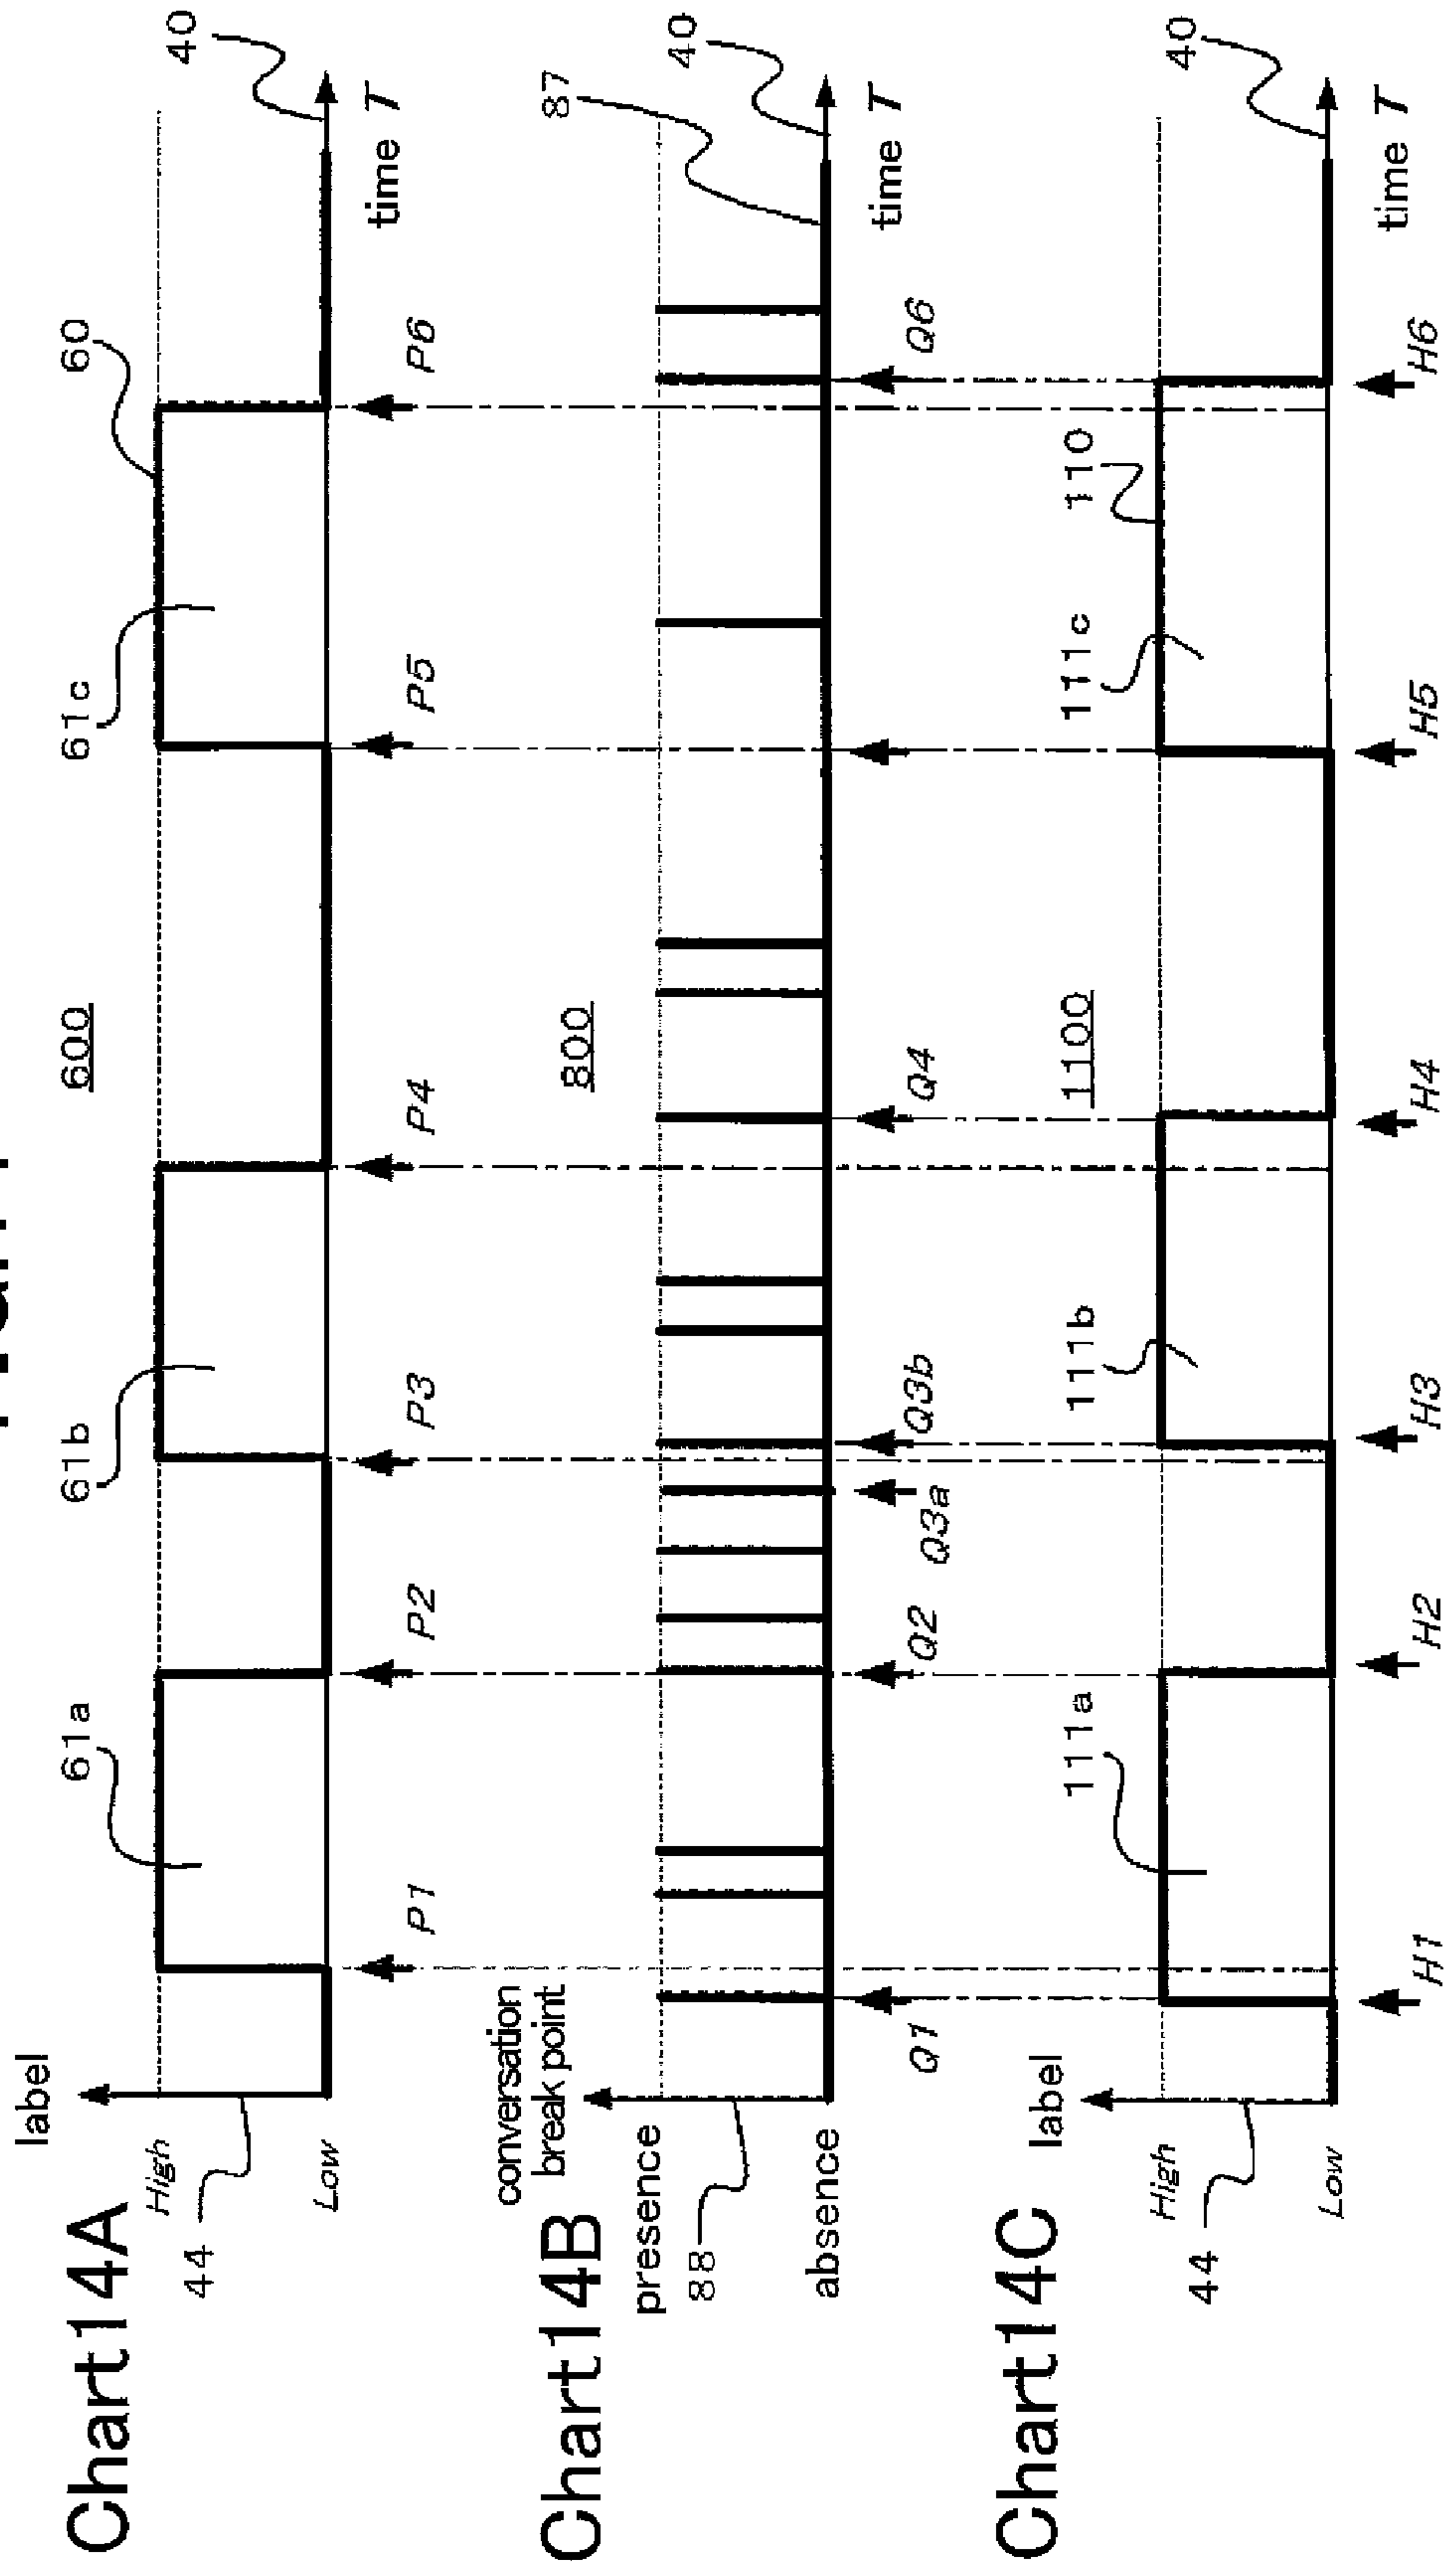 Chart14A
label
High
Low
44
600
61a
61b
61c
60
40
P1
P2
P3
P4
P5
P6
time T
Chart14B
conversation
break point
presence
absence
88
800
87
40
Q1
Q2
Q3a
Q3b
Q4
Q6
time T
Chart14C
label
High
Low
44
1100
111a
111b
111c
110
40
H1
H2
H3
H4
H5
H6
time T